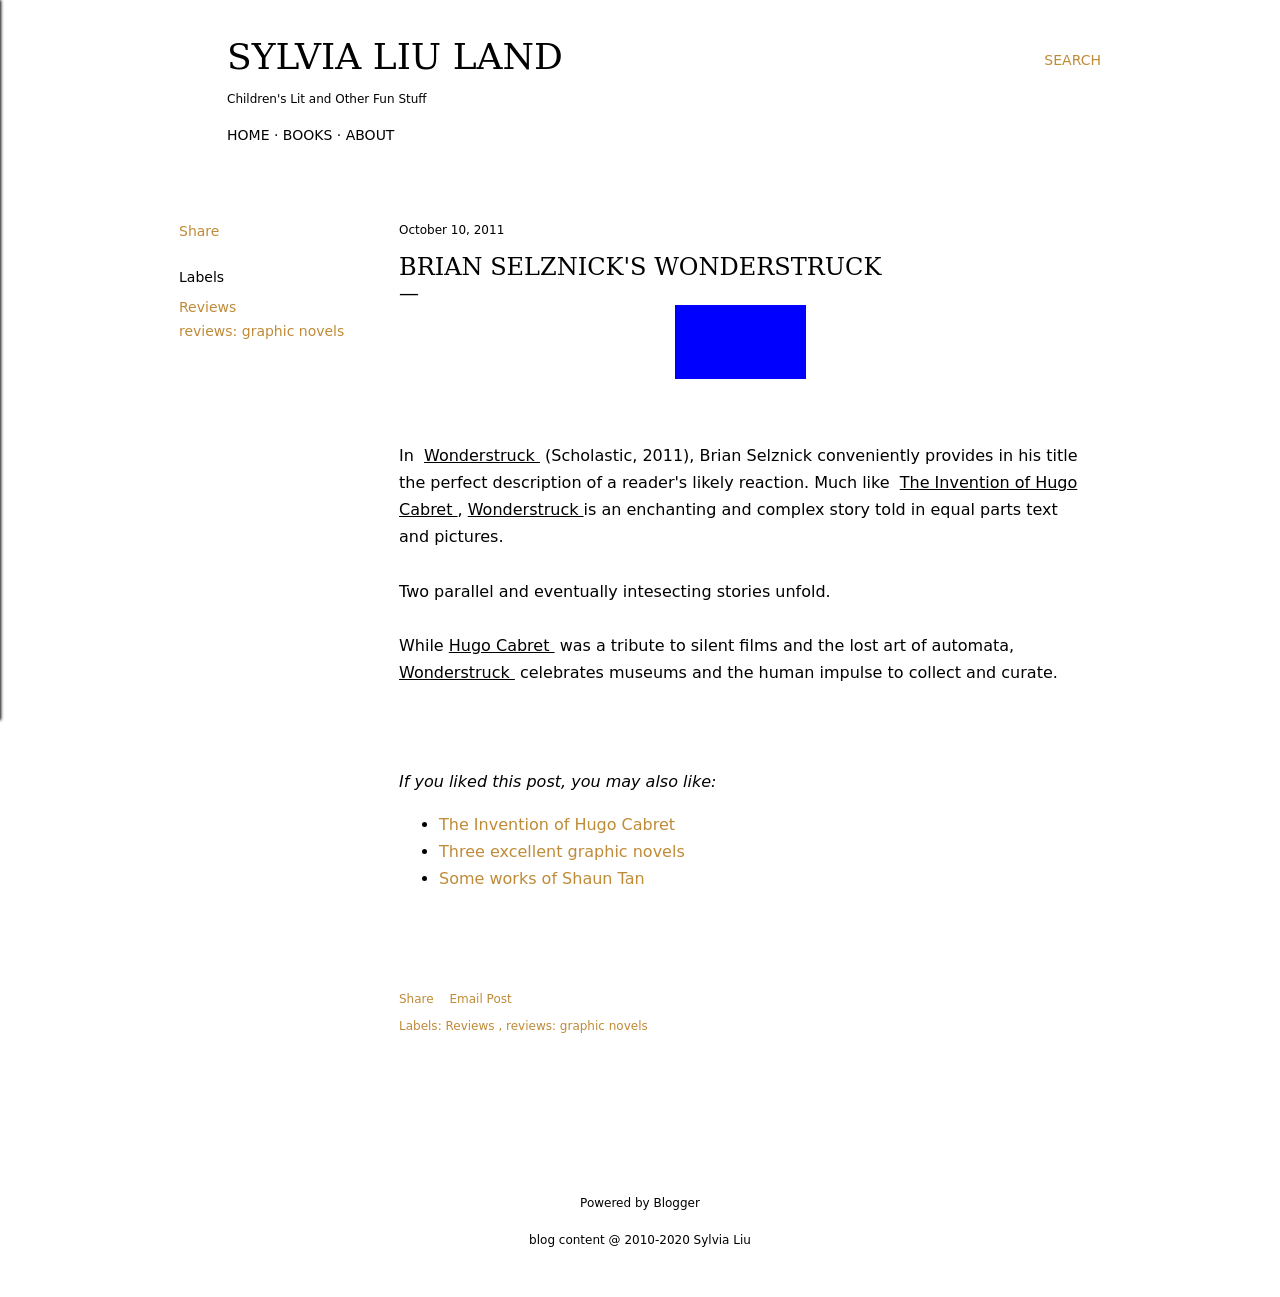 SYLVIA LIU LAND
SEARCH
Children's Lit and Other Fun Stuff
HOME · BOOKS · ABOUT
Share
Labels
Reviews
reviews: graphic novels
October 10, 2011
BRIAN SELZNICK'S WONDERSTRUCK
In Wonderstruck (Scholastic, 2011), Brian Selznick conveniently provides in his title
the perfect description of a reader's likely reaction. Much like The Invention of Hugo
Cabret , Wonderstruck is an enchanting and complex story told in equal parts text
and pictures.
Two parallel and eventually intesecting stories unfold.
While Hugo Cabret was a tribute to silent films and the lost art of automata,
Wonderstruck celebrates museums and the human impulse to collect and curate.
If you liked this post, you may also like:
• The Invention of Hugo Cabret
• Three excellent graphic novels
• Some works of Shaun Tan
Share Email Post
Labels: Reviews , reviews: graphic novels
Powered by Blogger
blog content @ 2010-2020 Sylvia Liu